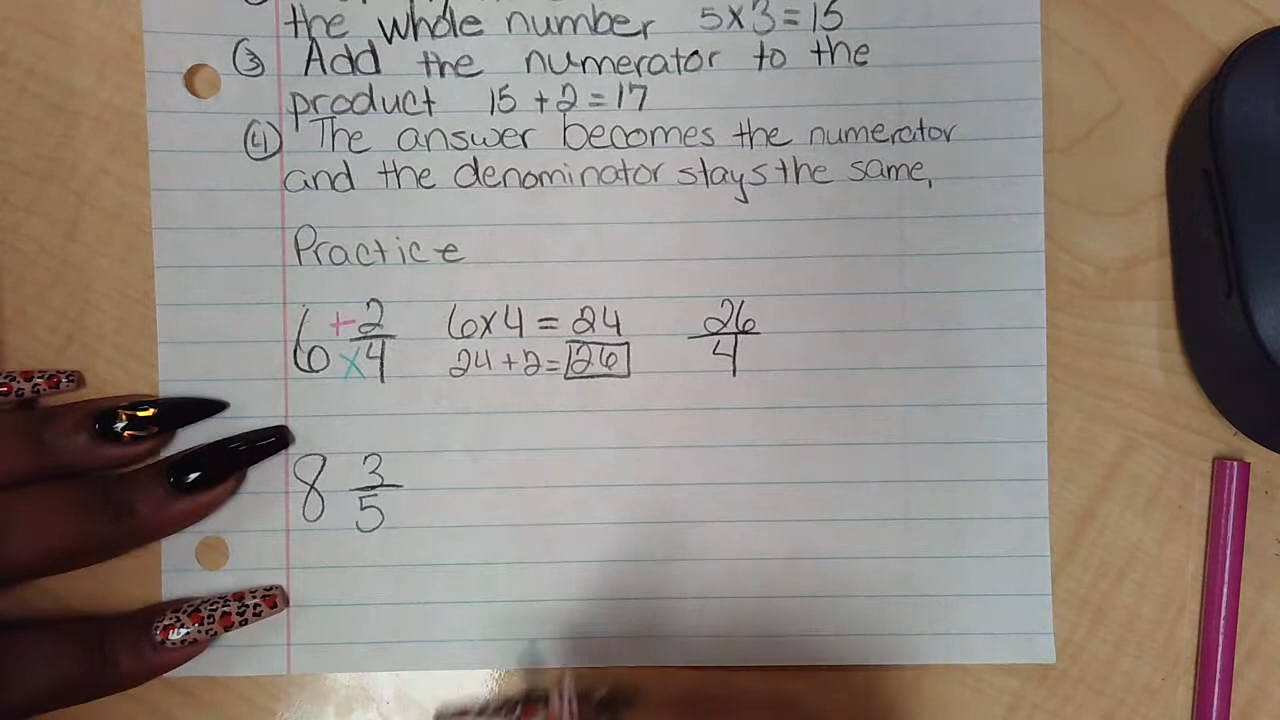 the whole number 5x3=15
③ Add the numerator to the
product 15+2=17
④ The answer becomes the numerator
and the denominator stays the same,
Practice
6 + 2/x4 6x4=24 26/4
24+2=26
8 3/5